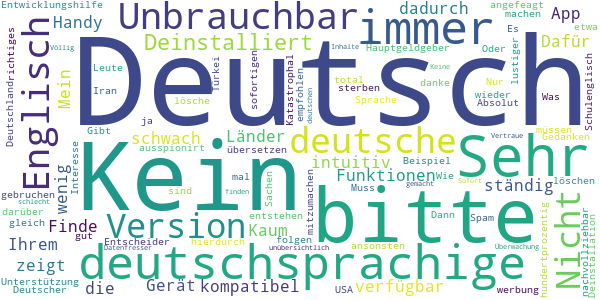 Entwicklungshilfe Unbrauchbar immer dadurch angefeagt machen etwa
Handy Deinstalliert Hauptgeldgeber Es App
Völlig Inhalte Oder lustiger Dafür
Deutschlandrichtiges Englisch Deutsch
Leute Türkei sofortigen Katastrophal empfohlen total sterben danke Keine Nur wieder Was
Iran Mein lösche deutschen Sprache Absolut Schulenglisch
ja schwach Länder deutsche Vertraue müssen Gedanken
Gibt ausspioniert übersetzen intuitiv Beispiel Sehr
Interesse wenig Kein mal Funktionen Wie ständig löschen
gebruchen sind Sachen Muss gemacht Sofort
schlecht darüber finden mitzumachen bitte Nicht
gleich Finde Version entstehen Dann Spam hundertprozentig nachvollziehbar Deinstallation
gut Entscheider Kaum folgen ansonsten
Ihrem Datenfresser hierdurch unübersichtlich Überwachung
zeigt deutschsprachige
Unterstützung die Gerät kompatibel USA verfügbar werbung
Deutscher